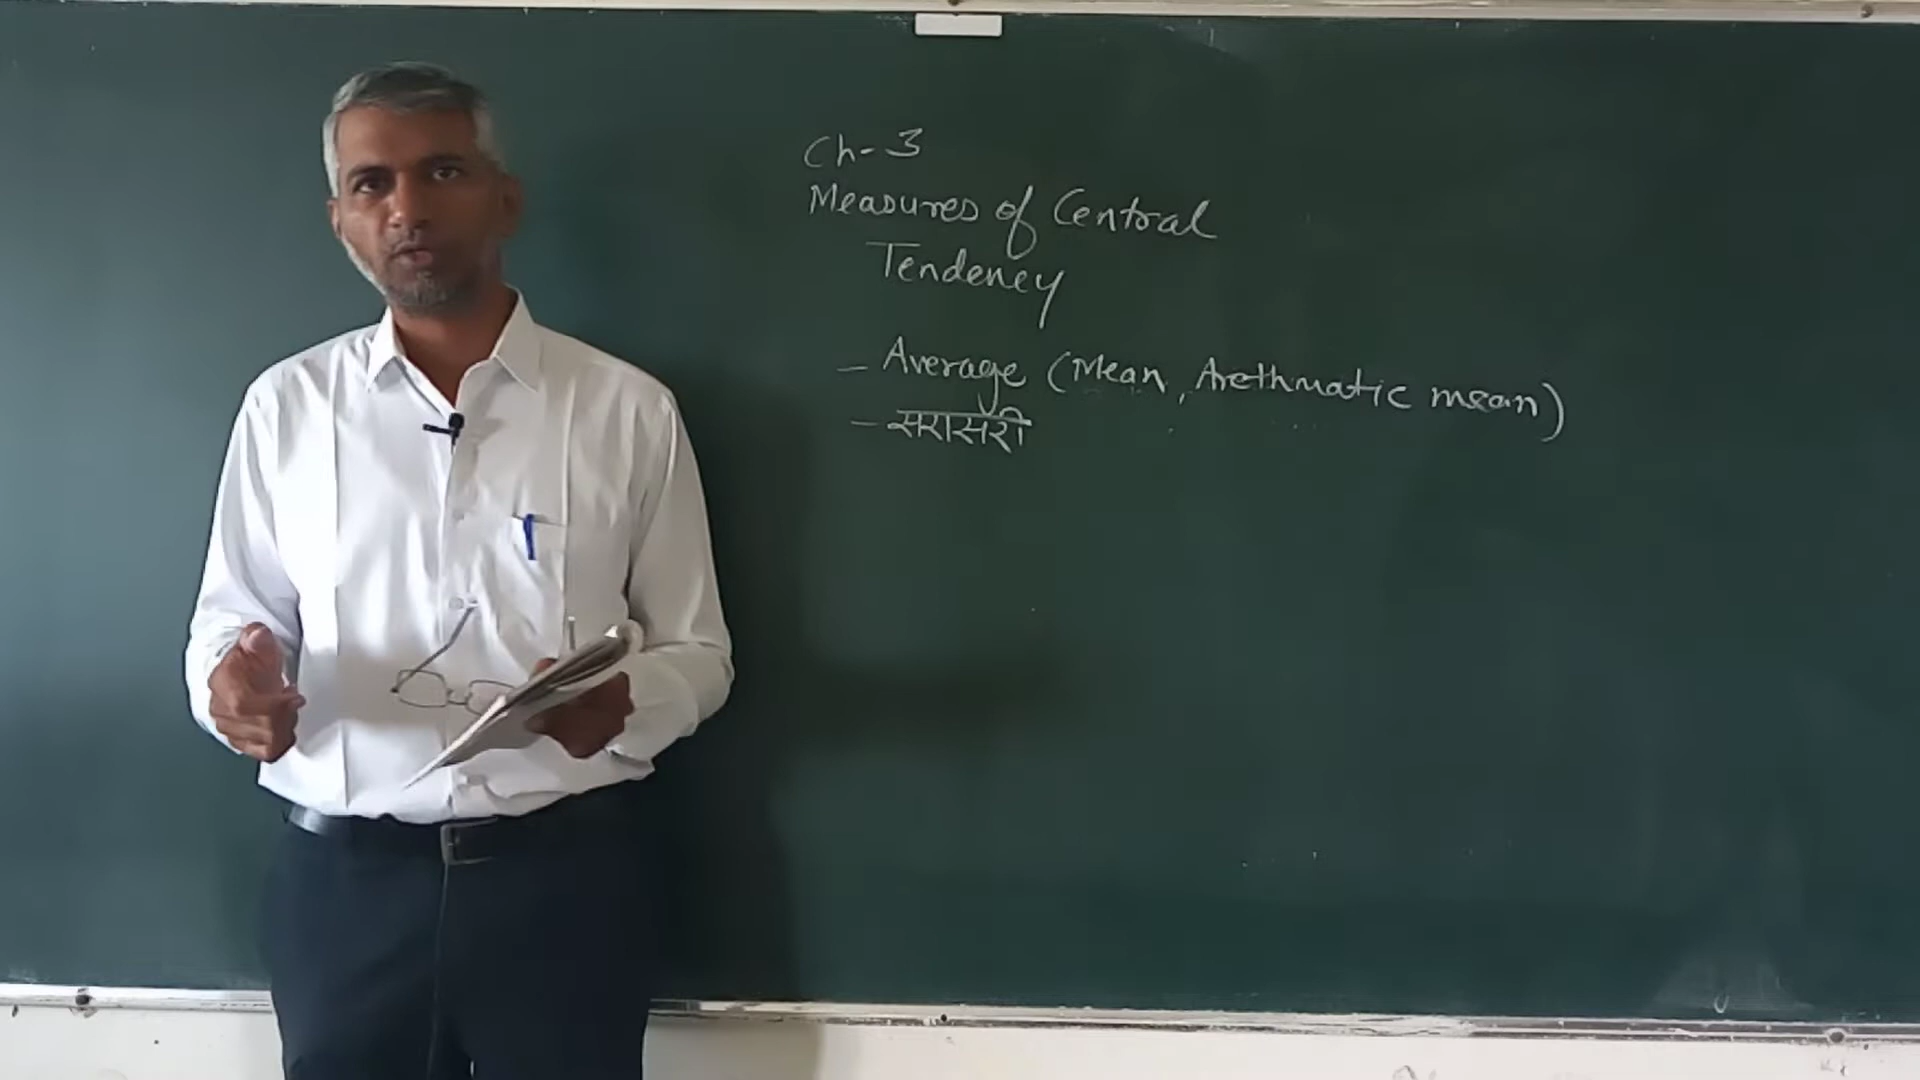 Ch-3
Measures of Central
Tendency
- Average (Mean, Arethmatic mean)
- सरासरी